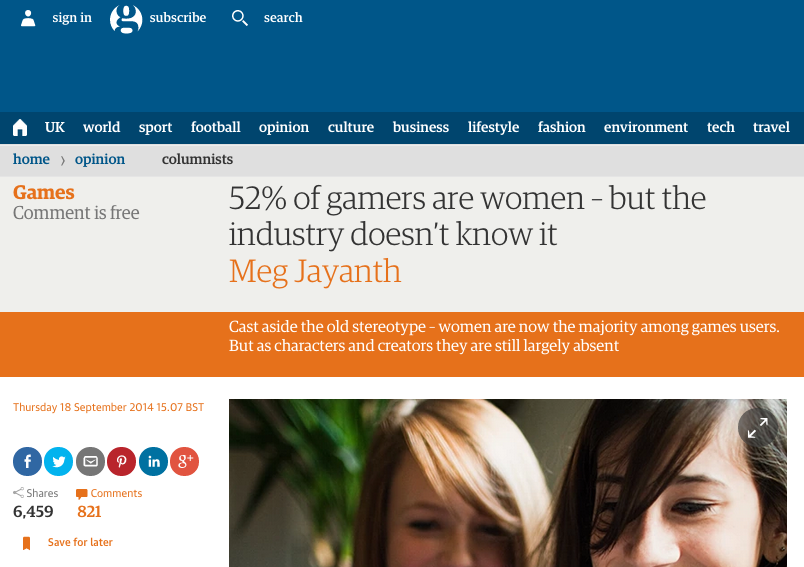 sign in
subscribe
search
UK world sport football opinion culture business lifestyle fashion environment tech travel
home › opinion columnists
Games
Comment is free
52% of gamers are women – but the
industry doesn’t know it
Meg Jayanth
Cast aside the old stereotype – women are now the majority among games users.
But as characters and creators they are still largely absent
Thursday 18 September 2014 15.07 BST
Shares
6,459
Comments
821
Save for later